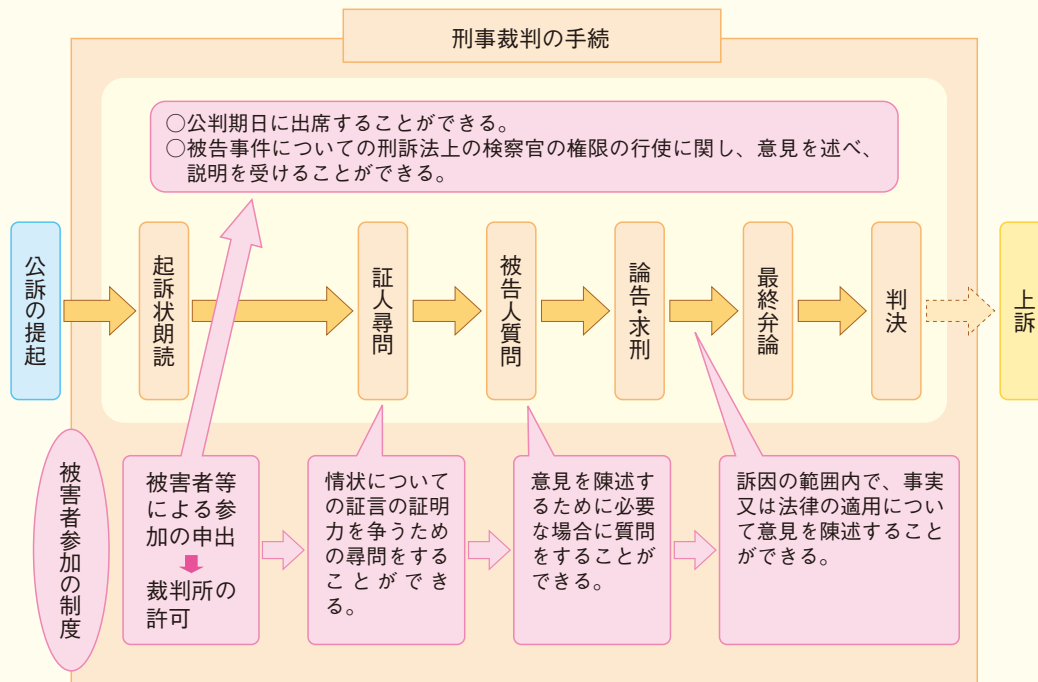 刑事裁判の手続
○公判期日に出席することができる。
○被告事件についての刑訴法上の検察官の権限の行使に関し、意見を述べ、
説明を受けることができる。
公訴の提起
起訴状朗読
証人尋問
被告人質問
論告・求刑
最終弁論
判決
上訴
被害者参加の制度
被害者等
による参
加の申出
裁判所の
許可
情状について
の証言の証明
力を争うため
の尋問をする
ことができ
る。
意見を陳述す
るために必要
な場合に質問
をすることが
できる。
訴因の範囲内で、事実
又は法律の適用につい
て意見を陳述すること
ができる。